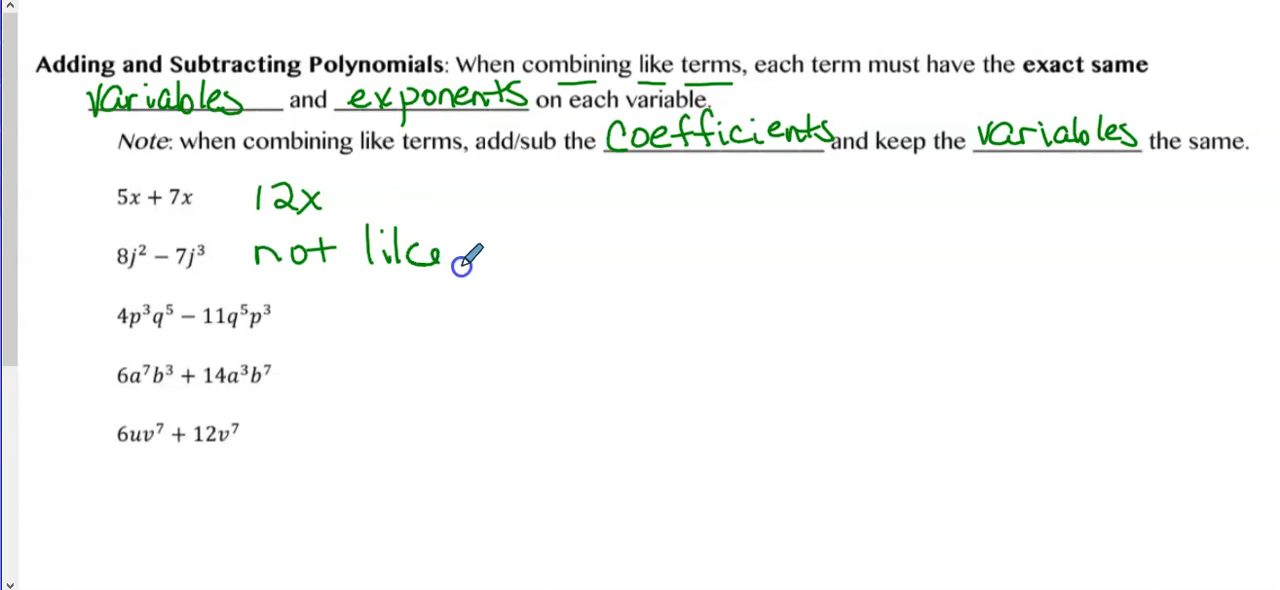 Adding and Subtracting Polynomials: When combining like terms, each term must have the exact same
variables and exponents on each variable.
Note: when combining like terms, add/sub the coefficients and keep the variables the same.
5x + 7x 12x
8j² − 7j³ not like
4p³q⁵ − 11q⁵p³
6a⁷b³ + 14a³b⁷
6uv⁷ + 12v⁷